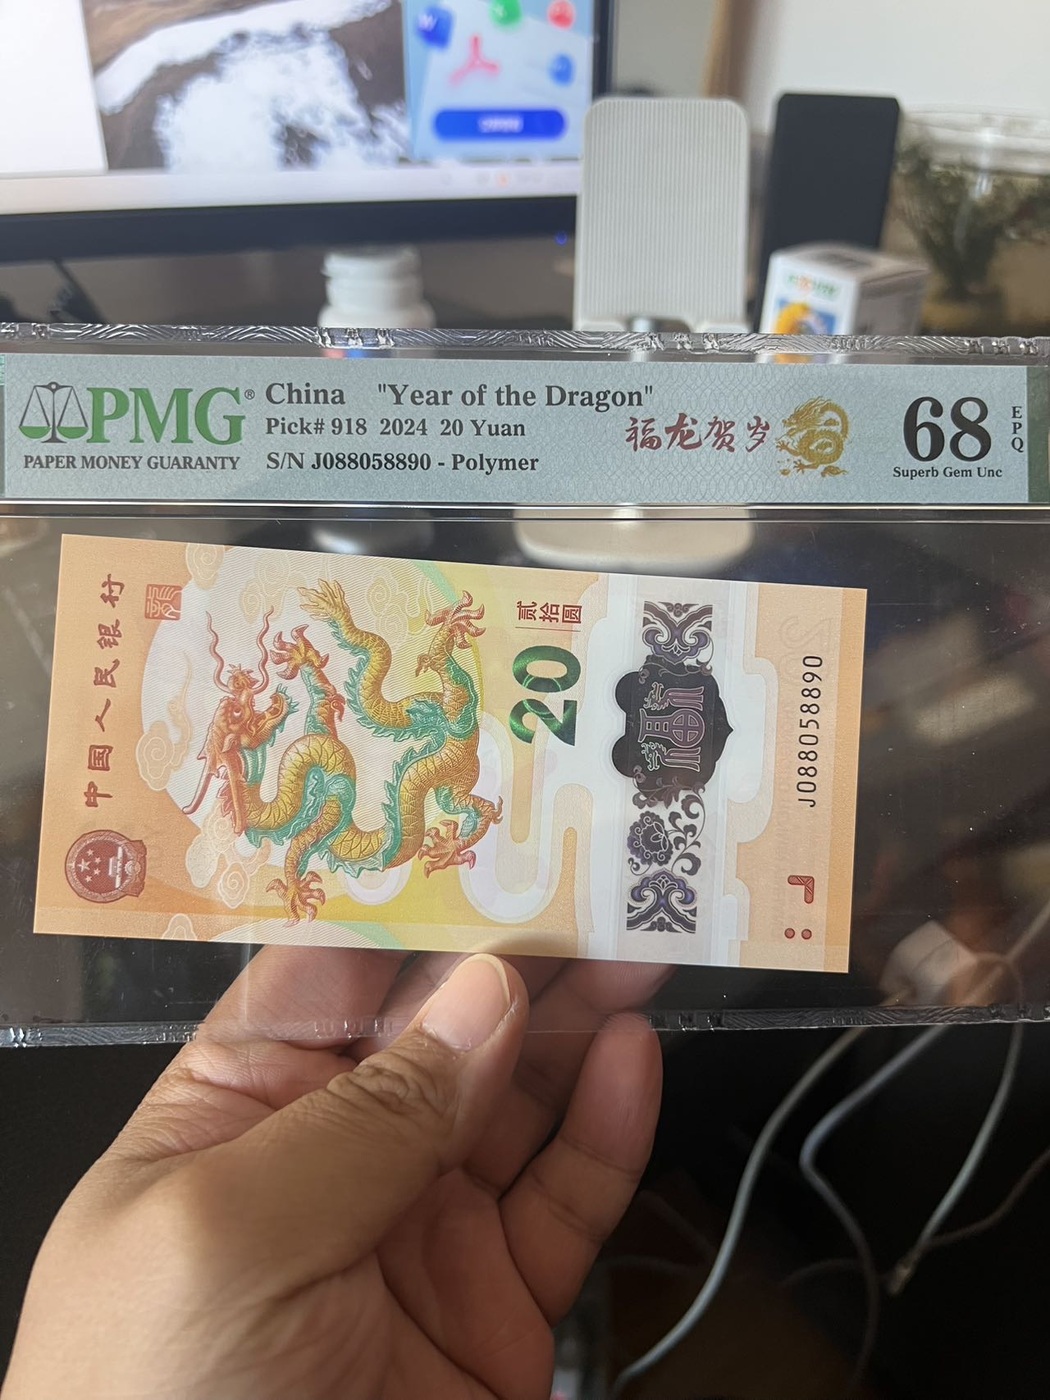 PMG®
PAPER MONEY GUARANTY
China "Year of the Dragon"
Pick# 918 2024 20 Yuan
S/N J088058890 - Polymer
福龙贺岁
68
EPQ
Superb Gem Unc
中国人民银行
贰拾圆
20
福
J088058890